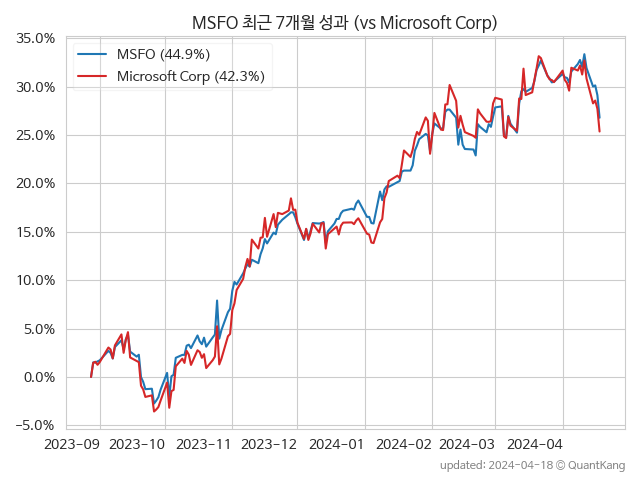 MSFO 최근 7개월 성과 (vs Microsoft Corp)
MSFO (44.9%)
Microsoft Corp (42.3%)
35.0%
30.0%
25.0%
20.0%
15.0%
10.0%
5.0%
0.0%
−5.0%
2023−09 2023−10 2023−11 2023−12 2024−01 2024−02 2024−03 2024−04
updated: 2024-04-18 © QuantKang